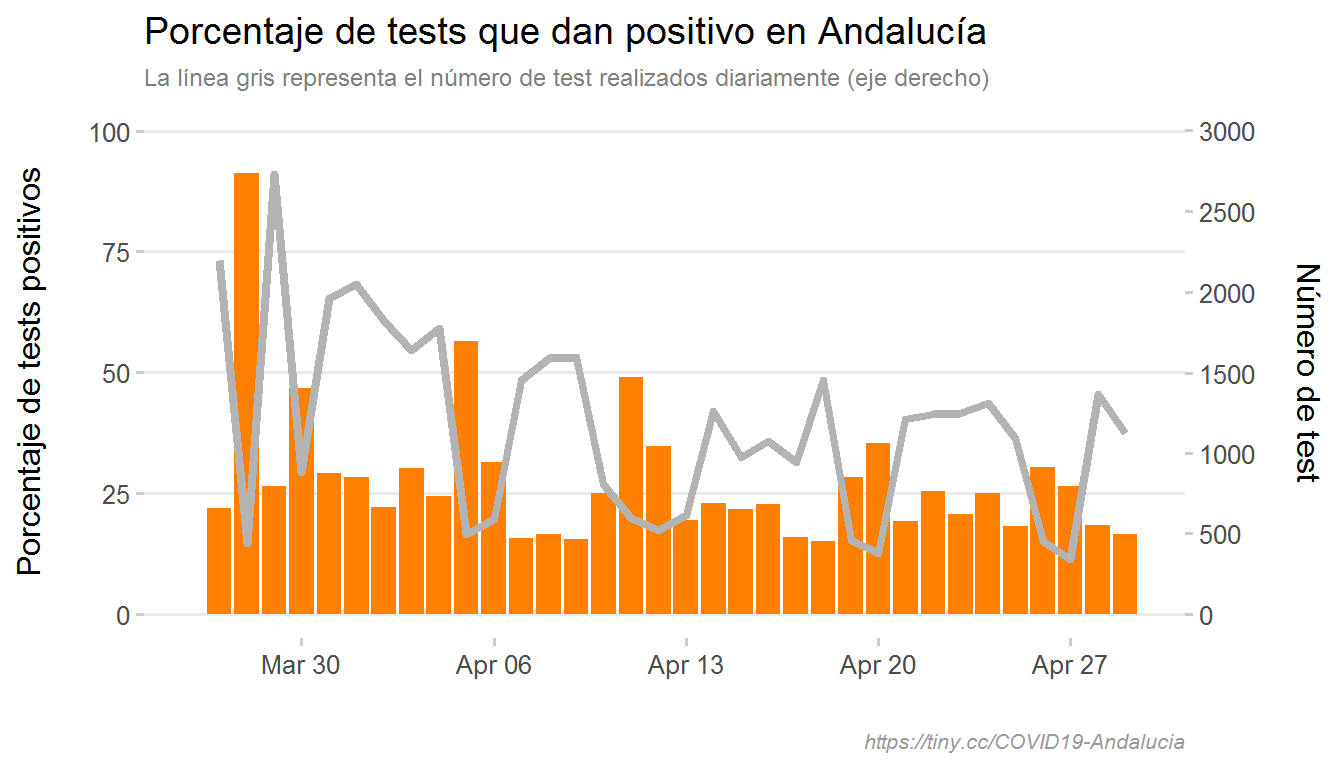 Porcentaje de tests que dan positivo en Andalucía
La línea gris representa el número de test realizados diariamente (eje derecho)
Porcentaje de tests positivos
100
75
50
25
0
3000
2500
2000
1500
1000
500
0
Número de test
Mar 30
Apr 06
Apr 13
Apr 20
Apr 27
https://tiny.cc/COVID19-Andalucia